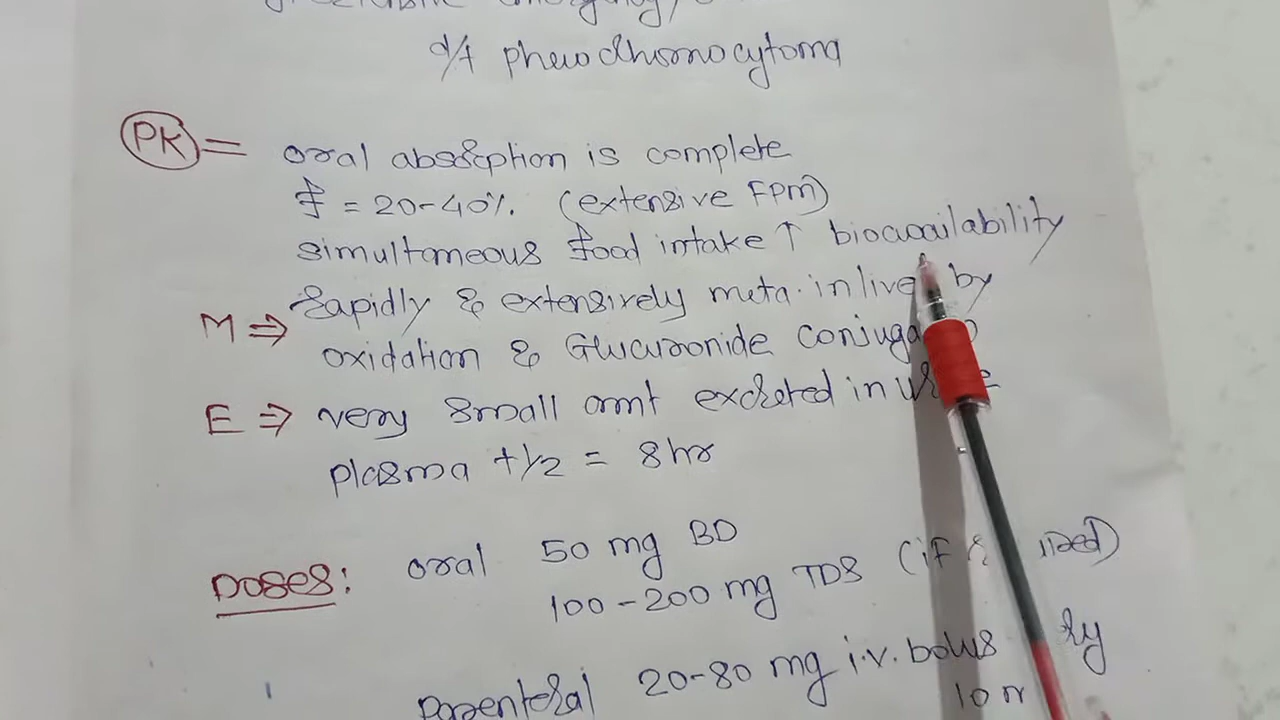 d/t pheochromocytoma
PK = oral absorption is complete
f = 20-40%. (extensive FPM)
simultaneous food intake ↑ bioavailability
M ⇒ rapidly & extensively meta. in liver by
oxidation & Glucuronide
E ⇒ very small amt excreted in
plasma t1/2 = 8 hr
Doses: oral 50 mg BD
100-200 mg TDS (if
Parenteral 20-80 mg i.v. bolus
10